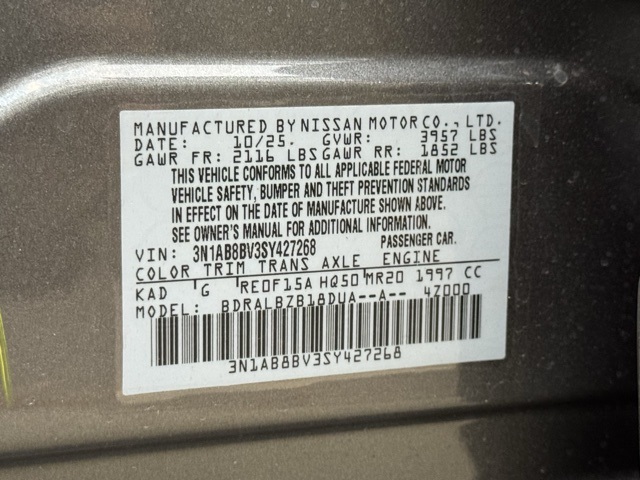 MANUFACTURED BY NISSAN MOTOR CO., LTD.
DATE: 10/25. GVWR: 3957 LBS
GAWR FR: 2116 LBS GAWR RR: 1852 LBS
THIS VEHICLE CONFORMS TO ALL APPLICABLE FEDERAL MOTOR
VEHICLE SAFETY, BUMPER AND THEFT PREVENTION STANDARDS
IN EFFECT ON THE DATE OF MANUFACTURE SHOWN ABOVE.
SEE OWNER'S MANUAL FOR ADDITIONAL INFORMATION.
VIN: 3N1AB8BV3SY427268 PASSENGER CAR.
COLOR TRIM TRANS AXLE ENGINE
KAD G RE0F15A HQ50 MR20 1997 CC
MODEL: BDRALBZB18DUA--A-- 4Z000
3N1AB8BV3SY427268